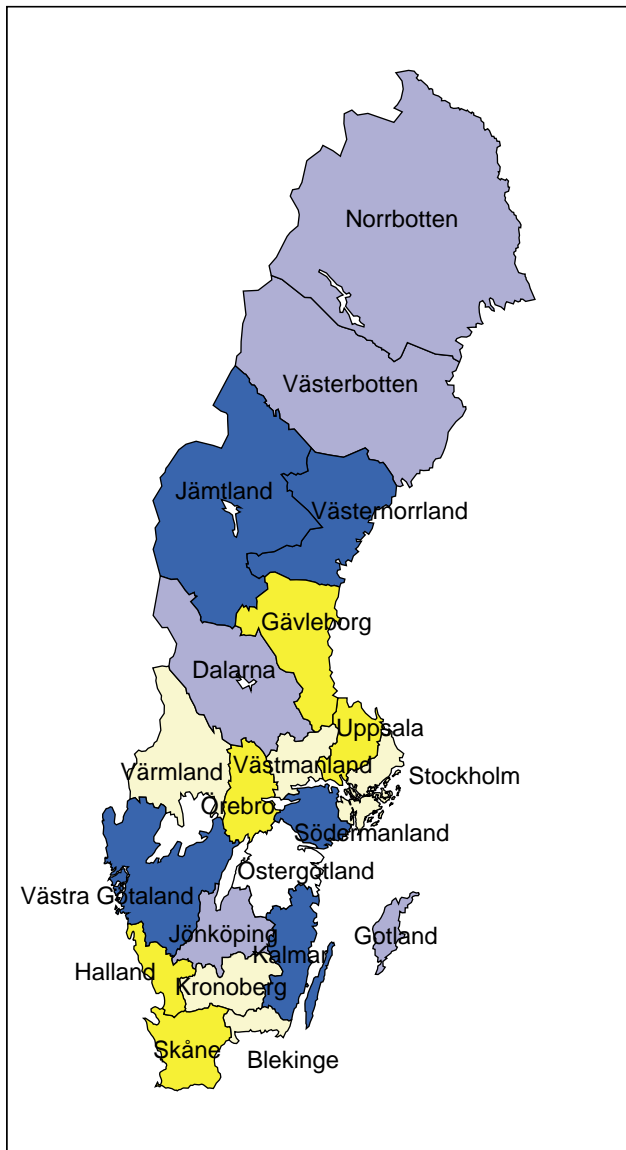 Norrbotten
Västerbotten
Jämtland
Västernorrland
Gävleborg
Dalarna
Uppsala
Värmland
Västmanland
Stockholm
Örebro
Södermanland
Östergötland
Västra Götaland
Jönköping
Gotland
Kalmar
Halland
Kronoberg
Skåne
Blekinge